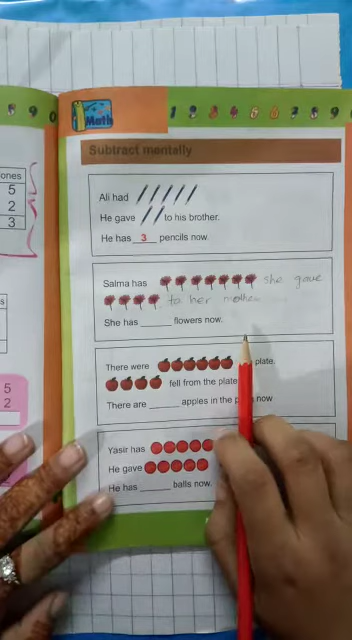 Math
1 2 3 4 5 6 7 8 9
Subtract mentally
Ali had
He gave to his brother.
He has 3 pencils now.
Salma has she gave
to her mother
She has ______ flowers now.
There were plate.
fell from the plate
There are ______ apples in the now
Yasir has
He gave
He has ______ balls now.
9 0
ones
5
2
3
s
5
2